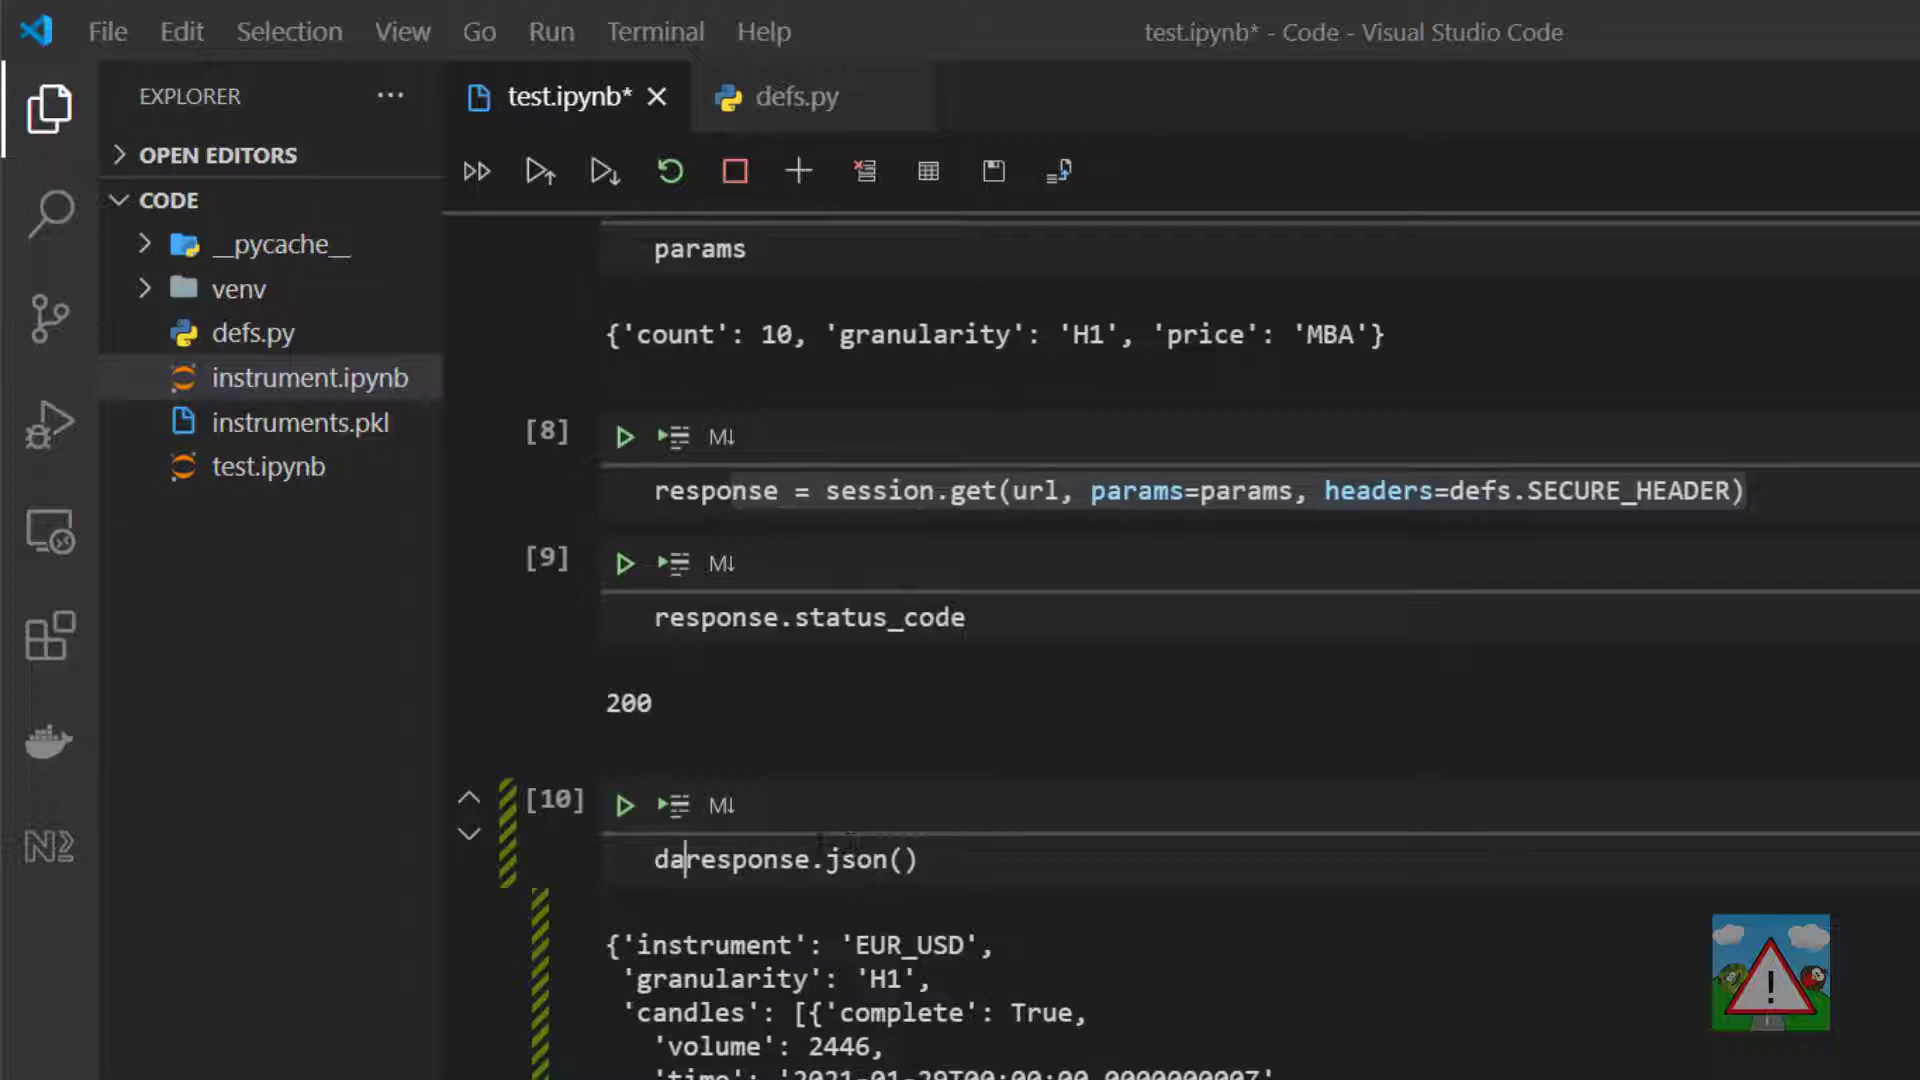 File Edit Selection View Go Run Terminal Help
test.ipynb* - Code - Visual Studio Code
EXPLORER
test.ipynb*
defs.py
OPEN EDITORS
CODE
__pycache__
venv
defs.py
instrument.ipynb
instruments.pkl
test.ipynb
params
{'count': 10, 'granularity': 'H1', 'price': 'MBA'}
[8]
M↓
response = session.get(url, params=params, headers=defs.SECURE_HEADER)
[9]
M↓
response.status_code
200
[10]
M↓
daresponse.json()
{'instrument': 'EUR_USD',
'granularity': 'H1',
'candles': [{'complete': True,
'volume': 2446,
'time': '2021-01-29T00:00:00.000000000Z'